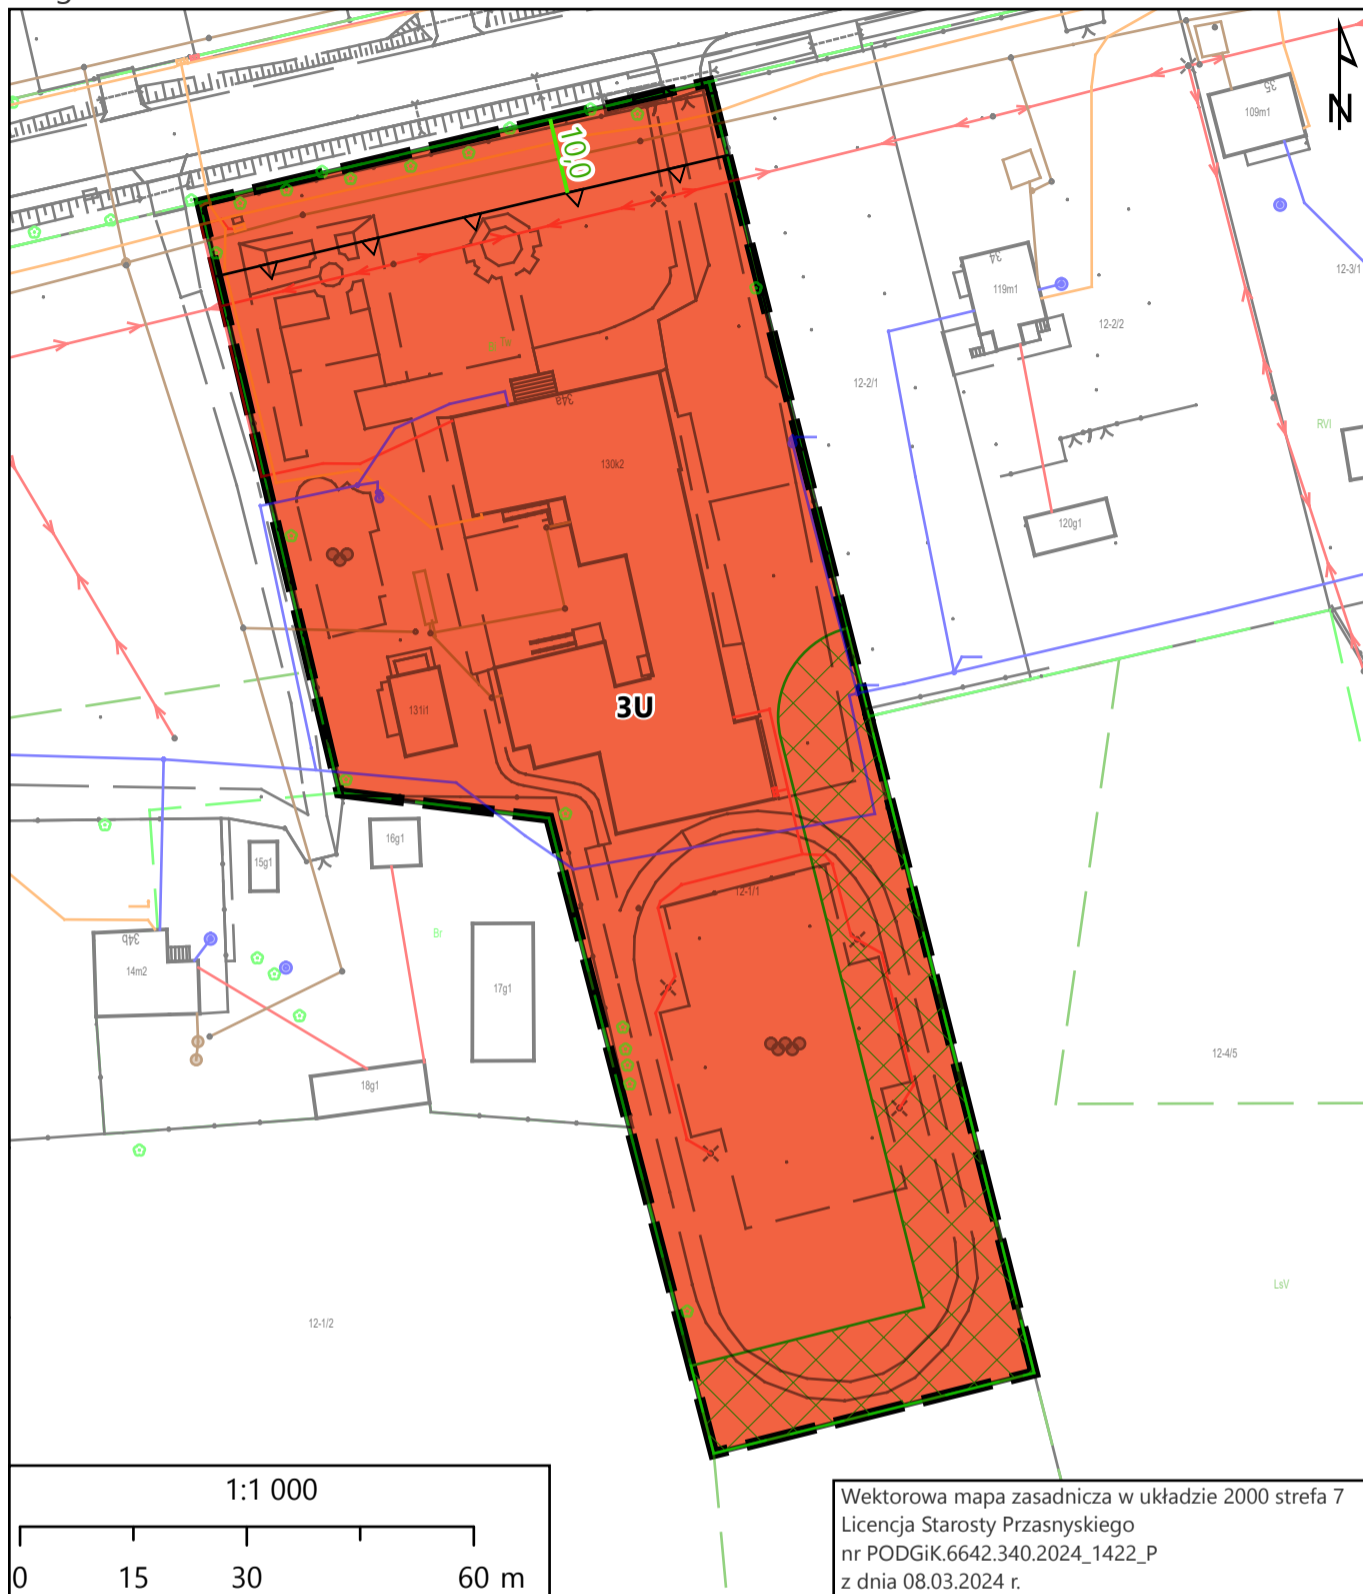 35
109m1
N
10,0
12-3/1
34
119m1
12-2/2
12-2/1
34a
RVI
130k2
120g1
131i1
3U
16g1
15g1
12-1/1
34b
14m2
Br
17g1
12-4/5
18g1
LsV
12-1/2
1:1 000
0 15 30 60 m
Wektorowa mapa zasadnicza w układzie 2000 strefa 7
Licencja Starosty Przasnyskiego
nr PODGiK.6642.340.2024_1422_P
z dnia 08.03.2024 r.